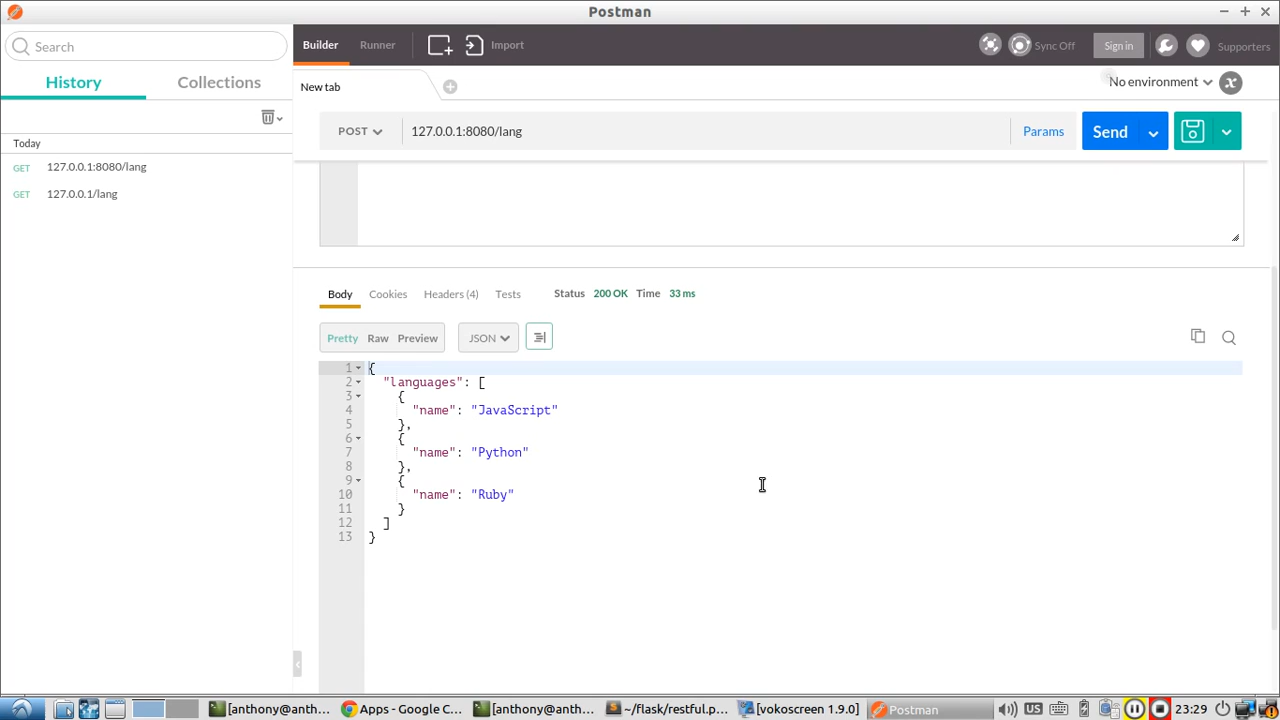 Postman
Search
Builder
Runner
Import
Sync Off
Sign in
Supporters
History
Collections
New tab
No environment
Today
GET 127.0.0.1:8080/lang
GET 127.0.0.1/lang
POST
127.0.0.1:8080/lang
Params
Send
Body
Cookies
Headers (4)
Tests
Status 200 OK Time 33 ms
Pretty
Raw
Preview
JSON
1 {
2 "languages": [
3 {
4 "name": "JavaScript"
5 },
6 {
7 "name": "Python"
8 },
9 {
10 "name": "Ruby"
11 }
12 ]
13 }
[anthony@anth...
Apps - Google C...
[anthony@anth...
~/flask/restful.p...
[vokoscreen 1.9.0]
Postman
US
23:29